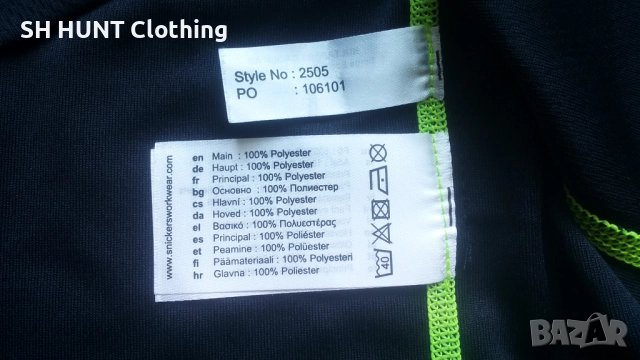 SH HUNT Clothing
Style No : 2505
PO : 106101
www.snickersworkwear.com
en Main : 100% Polyester
de Haupt : 100% Polyester
fr Principal : 100% Polyester
bg Основно : 100% Полиестер
cs Hlavní : 100% Polyester
da Hoved : 100% Polyester
el Βασικό : 100% Πολυεστέρας
es Principal : 100% Poliéster
et Peamine : 100% Polüester
fi Päämateriaali : 100% Polyesteri
hr Glavna : 100% Poliester
40
BAZAR